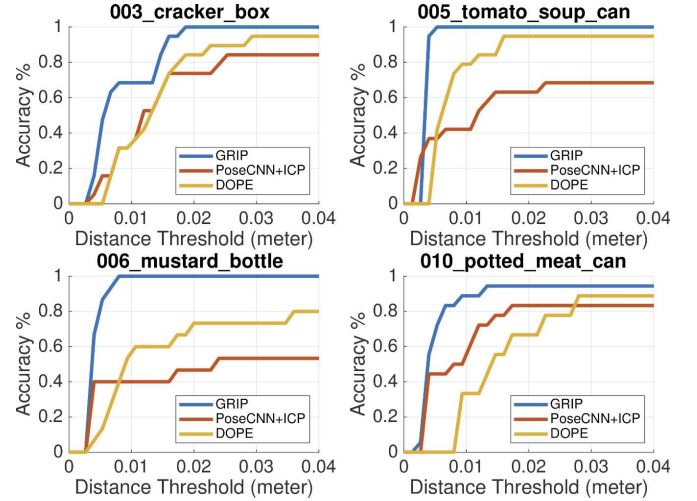 003_cracker_box
Accuracy %
1
0.8
0.6
0.4
0.2
0
GRIP
PoseCNN+ICP
DOPE
0 0.01 0.02 0.03 0.04
Distance Threshold (meter)
005_tomato_soup_can
Accuracy %
1
0.8
0.6
0.4
0.2
0
GRIP
PoseCNN+ICP
DOPE
0 0.01 0.02 0.03 0.04
Distance Threshold (meter)
006_mustard_bottle
Accuracy %
1
0.8
0.6
0.4
0.2
0
GRIP
PoseCNN+ICP
DOPE
0 0.01 0.02 0.03 0.04
Distance Threshold (meter)
010_potted_meat_can
Accuracy %
1
0.8
0.6
0.4
0.2
0
GRIP
PoseCNN+ICP
DOPE
0 0.01 0.02 0.03 0.04
Distance Threshold (meter)